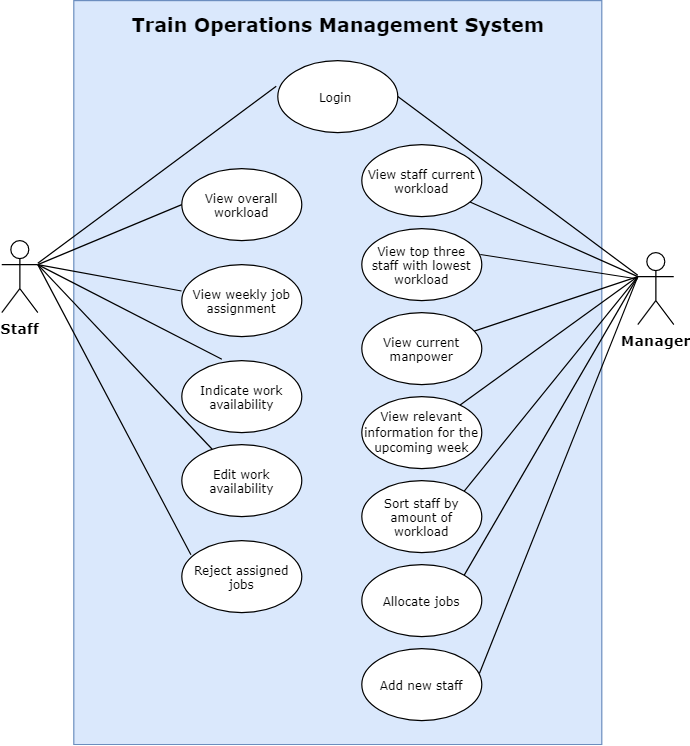 Train Operations Management System
Login
View staff current
workload
View overall
workload
View top three
staff with lowest
workload
Staff
Manager
View weekly job
assignment
View current
manpower
Indicate work
availability
View relevant
information for the
upcoming week
Edit work
availability
Sort staff by
amount of
workload
Reject assigned
jobs
Allocate jobs
Add new staff